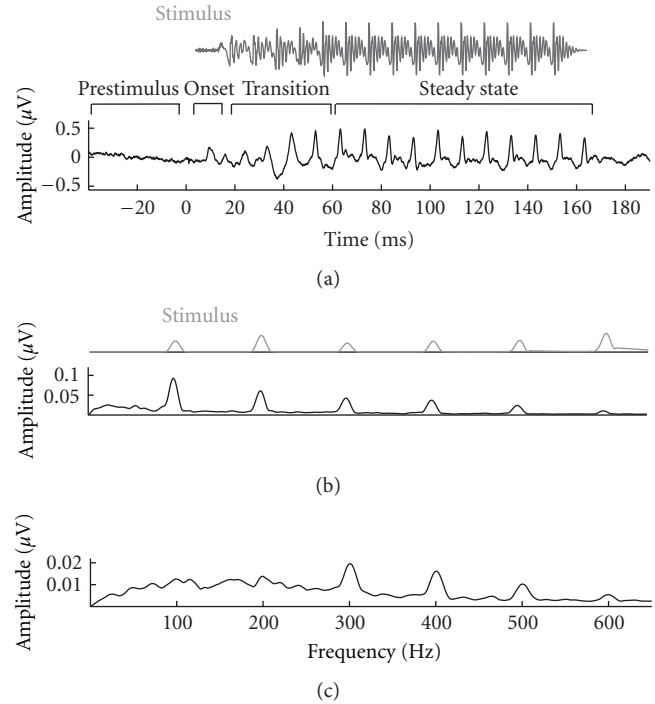 Stimulus
Prestimulus Onset Transition Steady state
Amplitude (μV)
0.5
0
−0.5
−20 0 20 40 60 80 100 120 140 160 180
Time (ms)
(a)
Stimulus
Amplitude (μV)
0.1
0.05
(b)
Amplitude (μV)
0.02
0.01
100 200 300 400 500 600
Frequency (Hz)
(c)